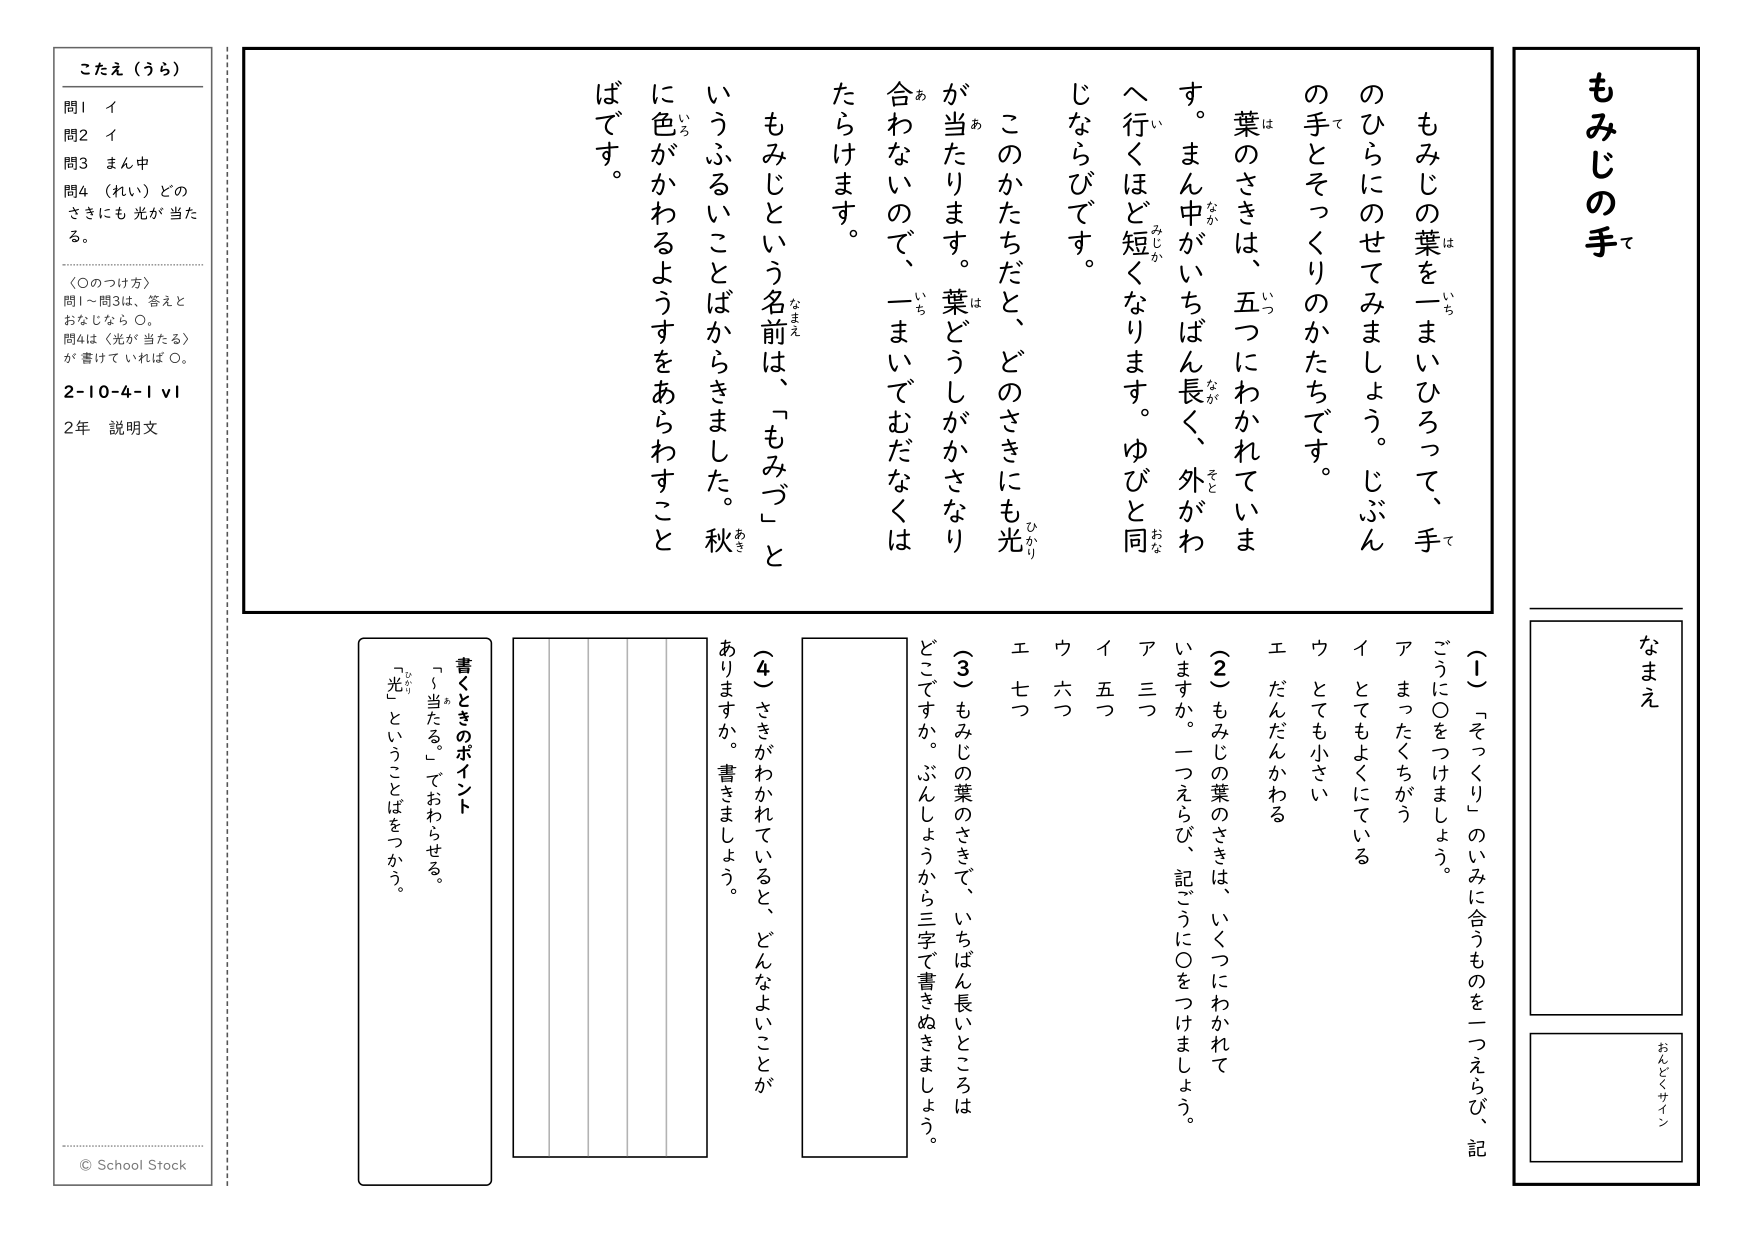 もみじの手
て
なまえ
おんどくサイン
もみじの葉を一まいひろって、手
のひらにのせてみましょう。じぶん
の手とそっくりのかたちです。
葉のさきは、五つにわかれていま
す。まん中がいちばん長く、外がわ
へ行くほど短くなります。ゆびと同
じならびです。
このかたちだと、どのさきにも光
が当たります。葉どうしがかさなり
合わないので、一まいでむだなくは
たらけます。
もみじという名前は、「もみづ」と
いうふるいことばからきました。秋
に色がかわるようすをあらわすこと
ばです。
(1)「そっくり」のいみに合うものを一つえらび、記
ごうに〇をつけましょう。
ア　まったくちがう
イ　とてもよくにている
ウ　とても小さい
エ　だんだんかわる
(2)もみじの葉のさきは、いくつにわかれて
いますか。一つえらび、記ごうに〇をつけましょう。
ア　三つ
イ　五つ
ウ　六つ
エ　七つ
(3)もみじの葉のさきで、いちばん長いところは
どこですか。ぶんしょうから三字で書きぬきましょう。
(4)さきがわかれていると、どんなよいことが
ありますか。書きましょう。
書くときのポイント
「〜当たる。」でおわらせる。
「光」ということばをつかう。
こたえ（うら）
問1　イ
問2　イ
問3　まん中
問4　（れい）どの
さきにも 光が 当た
る。
〈〇のつけ方〉
問1〜問3は、答えと
おなじなら 〇。
問4は〈光が 当たる〉
が 書けて いれば 〇。
2-10-4-1 v1
2年　説明文
© School Stock